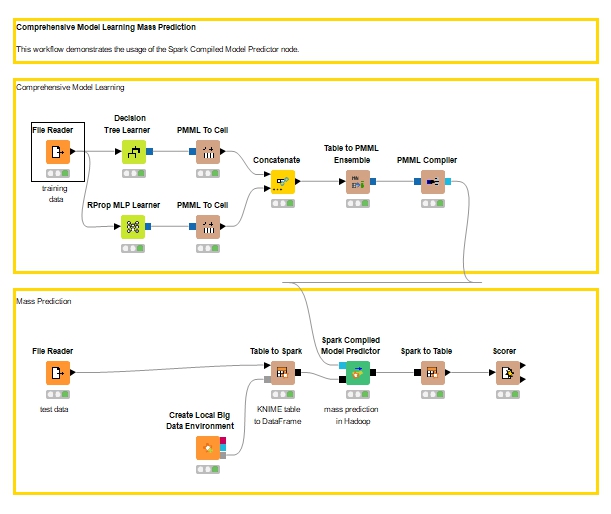 Comprehensive Model Learning Mass Prediction
This workflow demonstrates the usage of the Spark Compiled Model Predictor node.
Comprehensive Model Learning
File Reader
training
data
Decision
Tree Learner
PMML To Cell
RProp MLP Learner
PMML To Cell
Concatenate
Table to PMML
Ensemble
PMML Compiler
Mass Prediction
File Reader
test data
Create Local Big
Data Environment
Table to Spark
KNIME table
to DataFrame
Spark Compiled
Model Predictor
mass prediction
in Hadoop
Spark to Table
Scorer